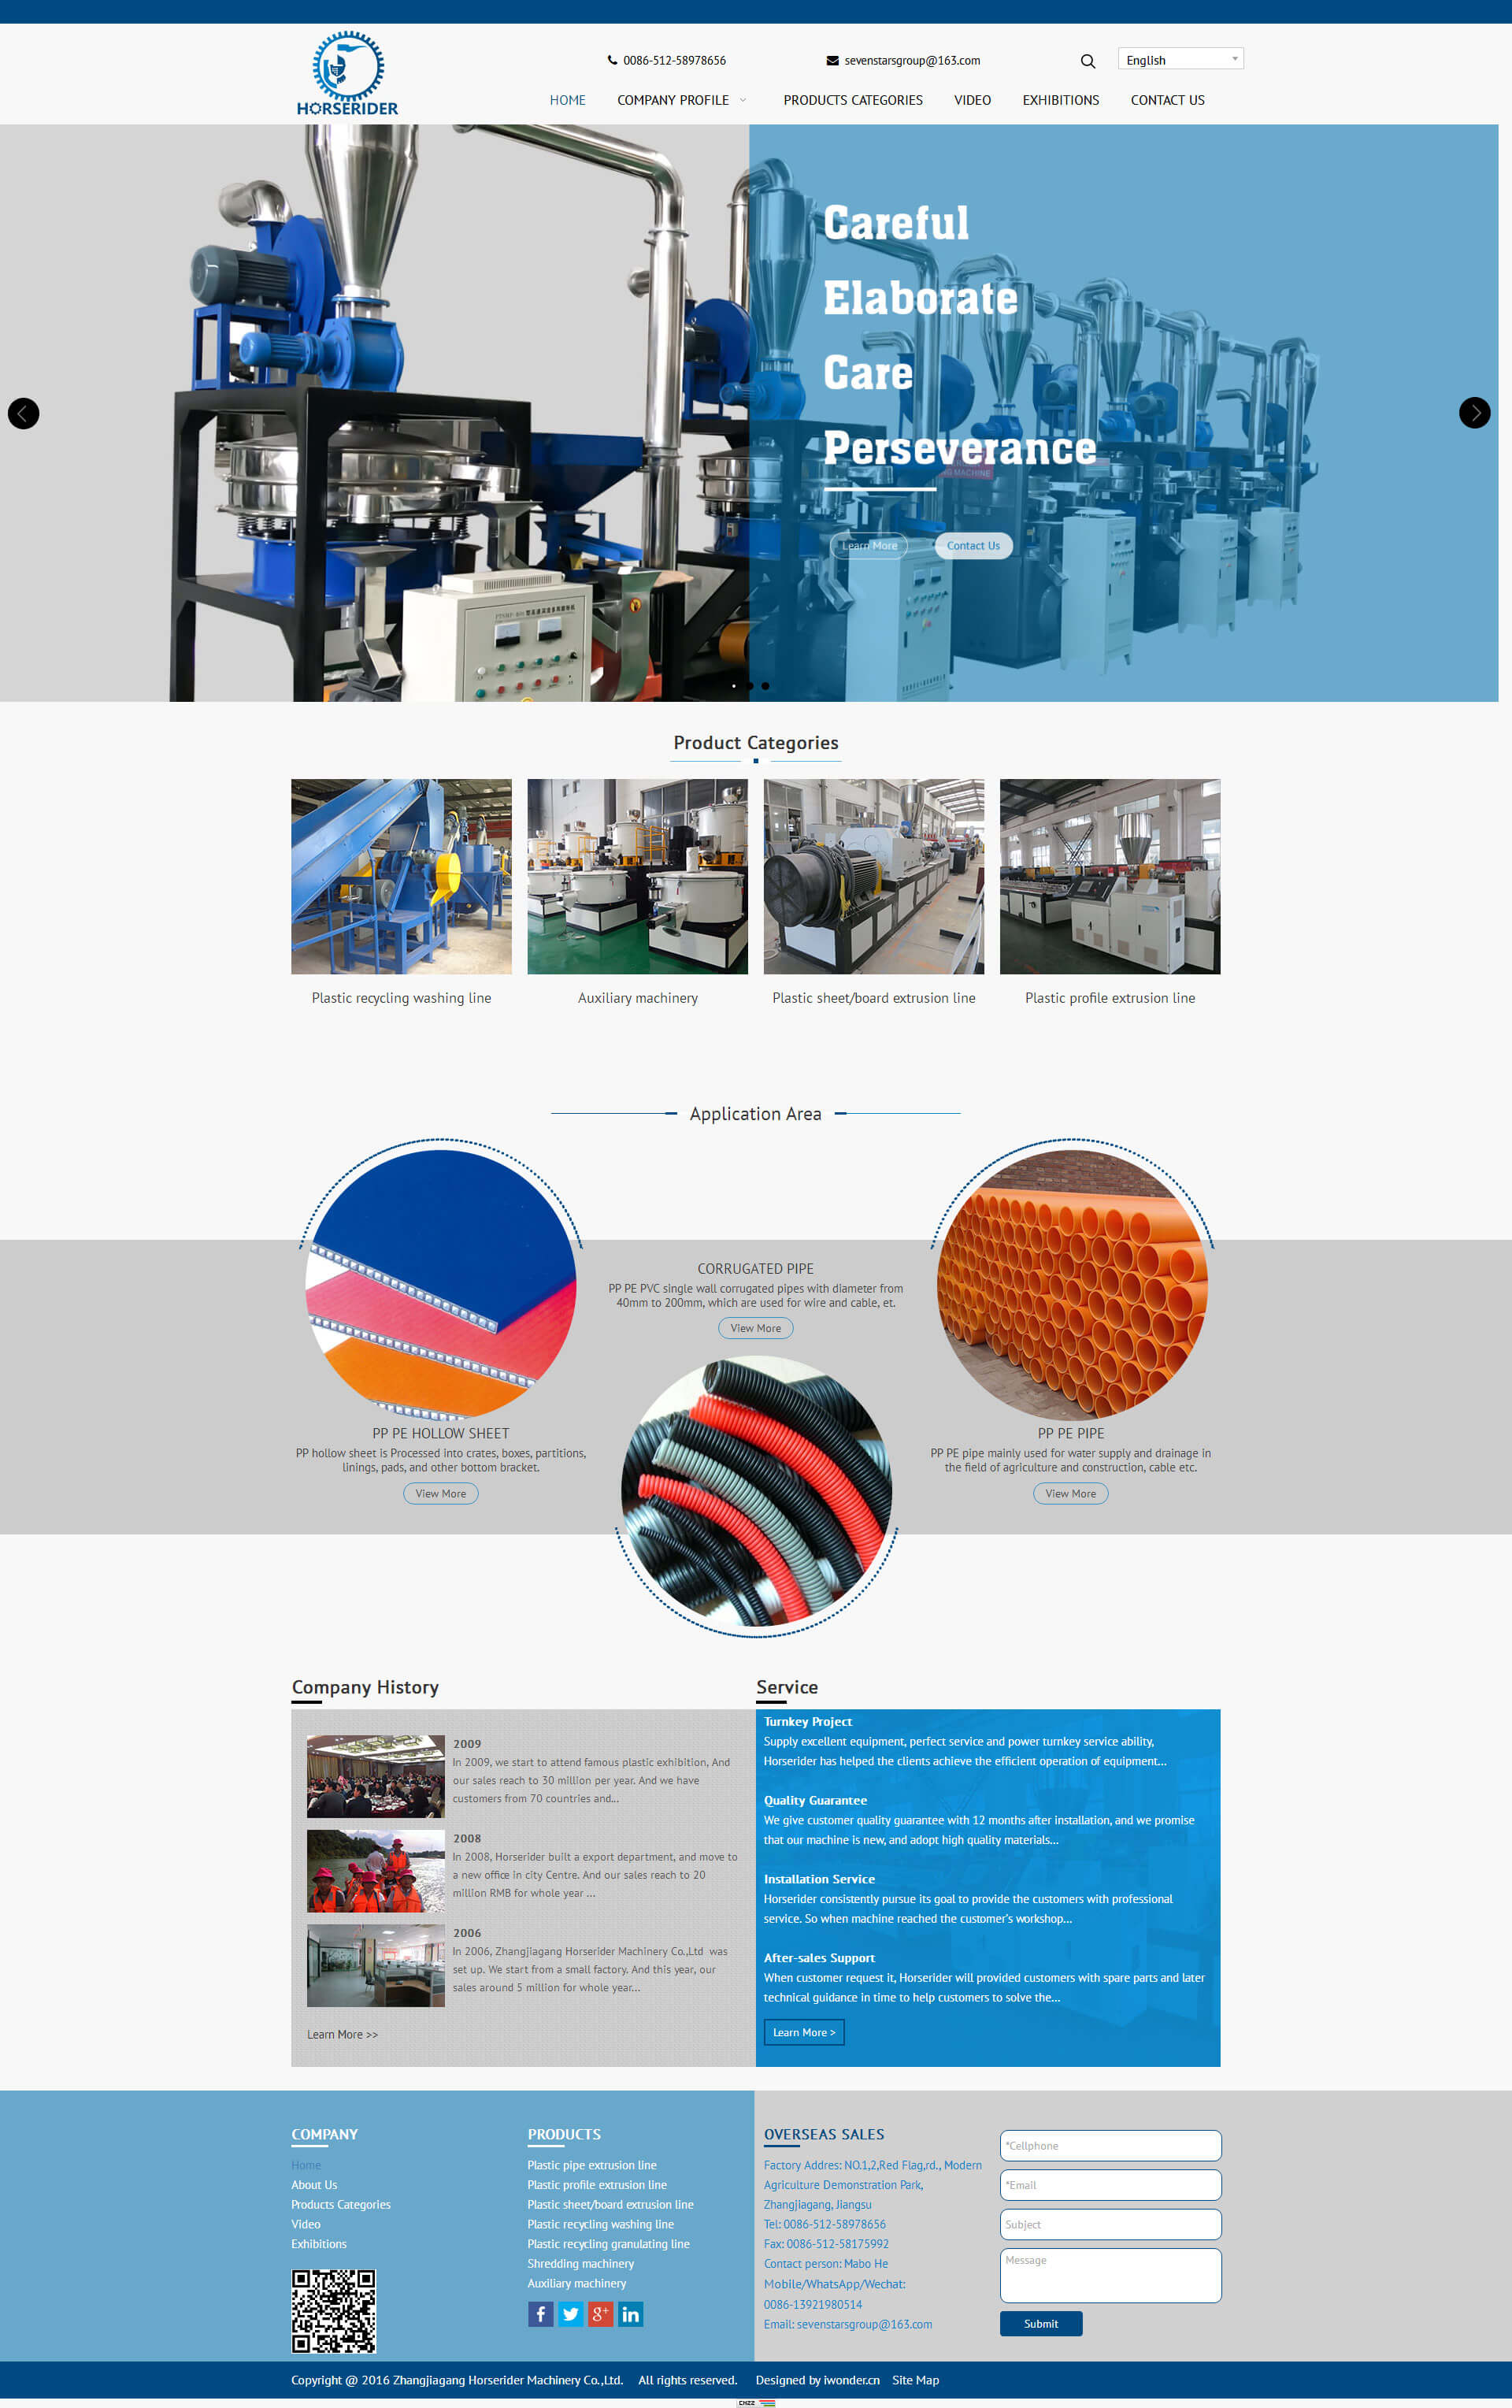 HORSERIDER
0086-512-58978656
sevenstarsgroup@163.com
English
HOME
COMPANY PROFILE
PRODUCTS CATEGORIES
VIDEO
EXHIBITIONS
CONTACT US
Careful
Elaborate
Care
Perseverance
MACHINE
Learn More
Contact Us
Product Categories
Plastic recycling washing line
Auxiliary machinery
Plastic sheet/board extrusion line
Plastic profile extrusion line
Application Area
CORRUGATED PIPE
PP PE PVC single wall corrugated pipes with diameter from
40mm to 200mm, which are used for wire and cable, et.
View More
PP PE HOLLOW SHEET
PP hollow sheet is Processed into crates, boxes, partitions,
linings, pads, and other bottom bracket.
View More
PP PE PIPE
PP PE pipe mainly used for water supply and drainage in
the field of agriculture and construction, cable etc.
View More
Company History
2009
In 2009, we start to attend famous plastic exhibition, And
our sales reach to 30 million per year. And we have
customers from 70 countries and...
2008
In 2008, Horserider built a export department, and move to
a new office in city Centre. And our sales reach to 20
million RMB for whole year ...
2006
In 2006, Zhangjiagang Horserider Machinery Co.,Ltd was
set up. We start from a small factory. And this year, our
sales around 5 million for whole year...
Learn More >>
Service
Turnkey Project
Supply excellent equipment, perfect service and power turnkey service ability,
Horserider has helped the clients achieve the efficient operation of equipment...
Quality Guarantee
We give customer quality guarantee with 12 months after installation, and we promise
that our machine is new, and adopt high quality materials...
Installation Service
Horserider consistently pursue its goal to provide the customers with professional
service. So when machine reached the customer's workshop...
After-sales Support
When customer request it, Horserider will provided customers with spare parts and later
technical guidance in time to help customers to solve the...
Learn More >
COMPANY
Home
About Us
Products Categories
Video
Exhibitions
PRODUCTS
Plastic pipe extrusion line
Plastic profile extrusion line
Plastic sheet/board extrusion line
Plastic recycling washing line
Plastic recycling granulating line
Shredding machinery
Auxiliary machinery
OVERSEAS SALES
Factory Addres: NO.1,2,Red Flag,rd., Modern
Agriculture Demonstration Park,
Zhangjiagang, Jiangsu
Tel: 0086-512-58978656
Fax: 0086-512-58175992
Contact person: Mabo He
Mobile/WhatsApp/Wechat:
0086-13921980514
Email: sevenstarsgroup@163.com
*Cellphone
*Email
Subject
Message
Submit
Copyright @ 2016 Zhangjiagang Horserider Machinery Co.,Ltd. All rights reserved. Designed by iwonder.cn Site Map
CNZZ